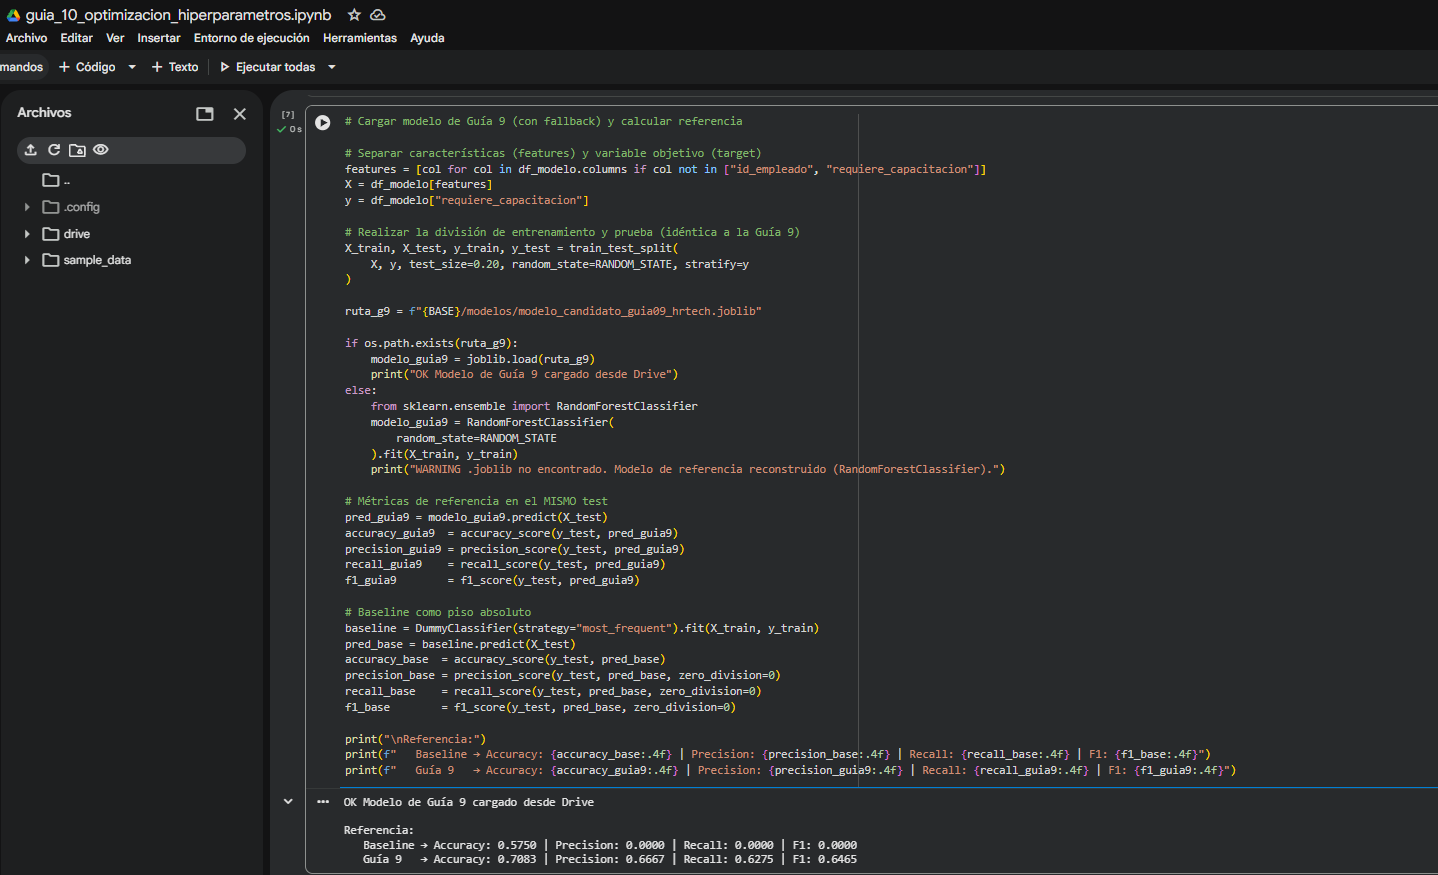 guia_10_optimizacion_hiperparametros.ipynb
Archivo Editar Ver Insertar Entorno de ejecución Herramientas Ayuda
mandos + Código + Texto Ejecutar todas
Archivos
..
.config
drive
sample_data
[7]
0 s
# Cargar modelo de Guía 9 (con fallback) y calcular referencia
# Separar características (features) y variable objetivo (target)
features = [col for col in df_modelo.columns if col not in ["id_empleado", "requiere_capacitacion"]]
X = df_modelo[features]
y = df_modelo["requiere_capacitacion"]
# Realizar la división de entrenamiento y prueba (idéntica a la Guía 9)
X_train, X_test, y_train, y_test = train_test_split(
    X, y, test_size=0.20, random_state=RANDOM_STATE, stratify=y
)
ruta_g9 = f"{BASE}/modelos/modelo_candidato_guia09_hrtech.joblib"
if os.path.exists(ruta_g9):
    modelo_guia9 = joblib.load(ruta_g9)
    print("OK Modelo de Guía 9 cargado desde Drive")
else:
    from sklearn.ensemble import RandomForestClassifier
    modelo_guia9 = RandomForestClassifier(
        random_state=RANDOM_STATE
    ).fit(X_train, y_train)
    print("WARNING .joblib no encontrado. Modelo de referencia reconstruido (RandomForestClassifier).")
# Métricas de referencia en el MISMO test
pred_guia9 = modelo_guia9.predict(X_test)
accuracy_guia9  = accuracy_score(y_test, pred_guia9)
precision_guia9 = precision_score(y_test, pred_guia9)
recall_guia9    = recall_score(y_test, pred_guia9)
f1_guia9        = f1_score(y_test, pred_guia9)
# Baseline como piso absoluto
baseline = DummyClassifier(strategy="most_frequent").fit(X_train, y_train)
pred_base = baseline.predict(X_test)
accuracy_base  = accuracy_score(y_test, pred_base)
precision_base = precision_score(y_test, pred_base, zero_division=0)
recall_base    = recall_score(y_test, pred_base, zero_division=0)
f1_base        = f1_score(y_test, pred_base, zero_division=0)
print("\nReferencia:")
print(f"   Baseline → Accuracy: {accuracy_base:.4f} | Precision: {precision_base:.4f} | Recall: {recall_base:.4f} | F1: {f1_base:.4f}")
print(f"   Guía 9   → Accuracy: {accuracy_guia9:.4f} | Precision: {precision_guia9:.4f} | Recall: {recall_guia9:.4f} | F1: {f1_guia9:.4f}")
OK Modelo de Guía 9 cargado desde Drive
Referencia:
   Baseline → Accuracy: 0.5750 | Precision: 0.0000 | Recall: 0.0000 | F1: 0.0000
   Guía 9   → Accuracy: 0.7083 | Precision: 0.6667 | Recall: 0.6275 | F1: 0.6465